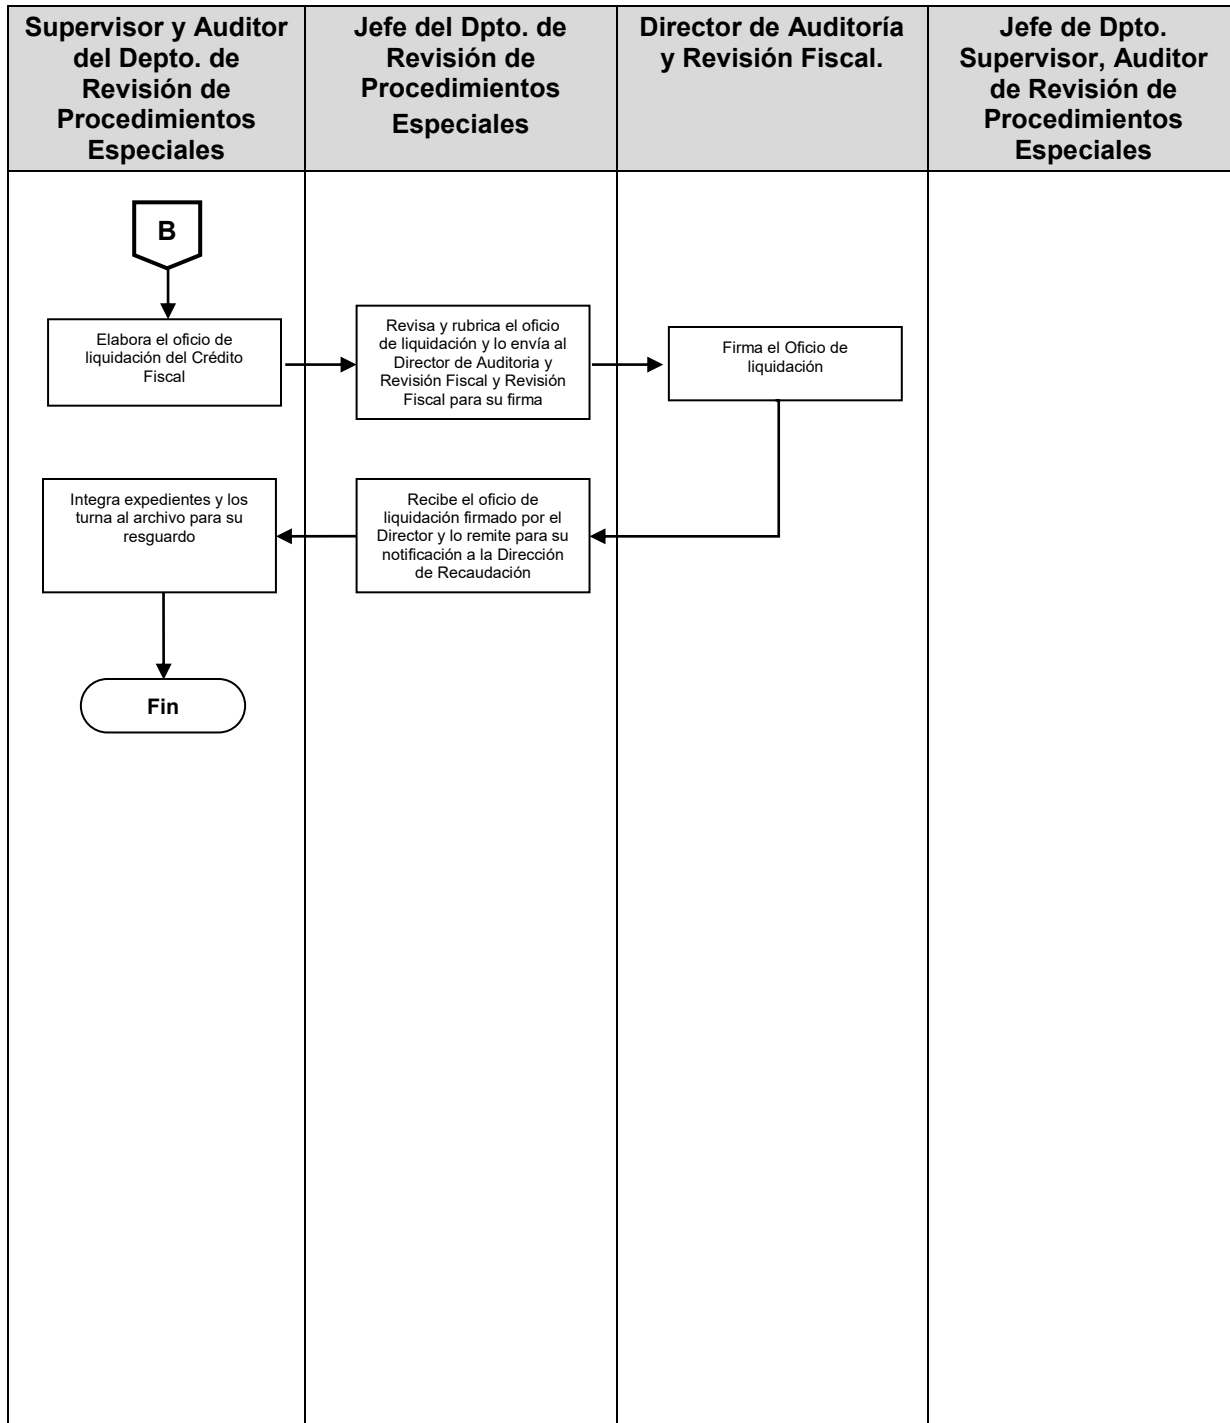 Supervisor y Auditor
del Depto. de
Revisión de
Procedimientos
Especiales
Jefe del Dpto. de
Revisión de
Procedimientos
Especiales
Director de Auditoría
y Revisión Fiscal.
Jefe de Dpto.
Supervisor, Auditor
de Revisión de
Procedimientos
Especiales
B
Elabora el oficio de
liquidación del Crédito
Fiscal
Revisa y rubrica el oficio
de liquidación y lo envía al
Director de Auditoria y
Revisión Fiscal y Revisión
Fiscal para su firma
Firma el Oficio de
liquidación
Integra expedientes y los
turna al archivo para su
resguardo
Recibe el oficio de
liquidación firmado por el
Director y lo remite para su
notificación a la Dirección
de Recaudación
Fin